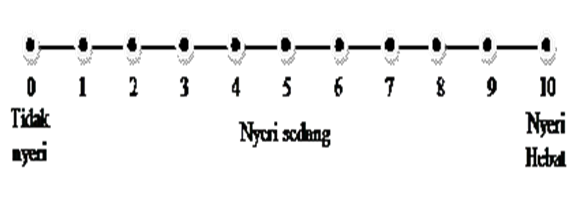 0 1 2 3 4 5 6 7 8 9 10
Tidak
nyeri
Nyeri sedang
Nyeri
Hebat